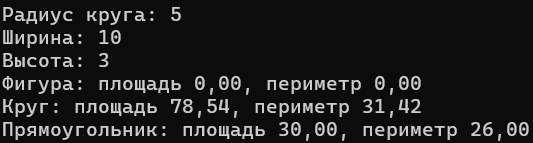 Радиус круга: 5
Ширина: 10
Высота: 3
Фигура: площадь 0,00, периметр 0,00
Круг: площадь 78,54, периметр 31,42
Прямоугольник: площадь 30,00, периметр 26,00